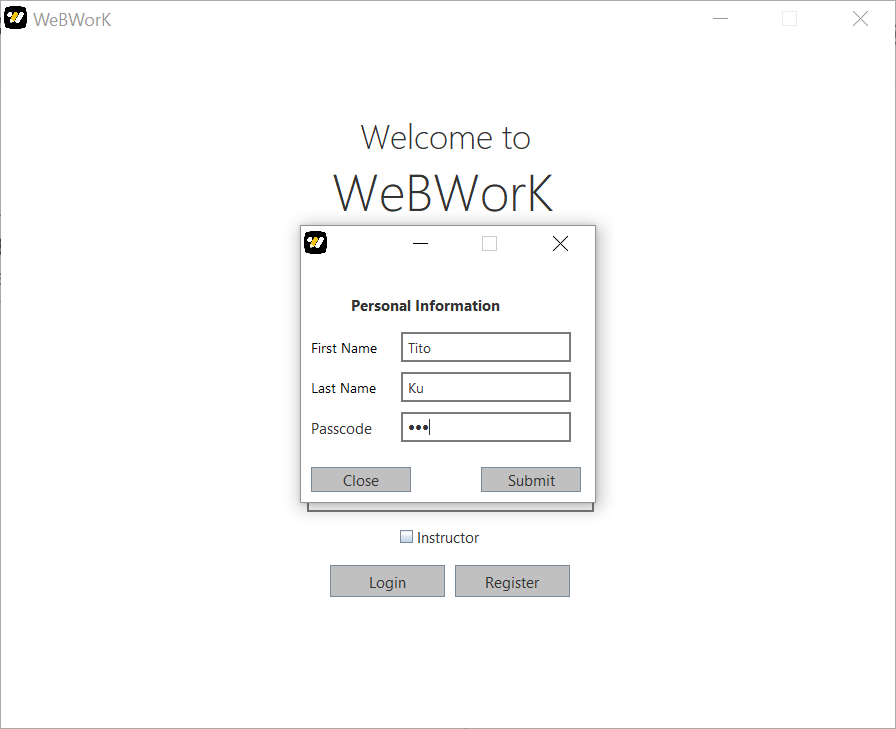 WeBWorK
Welcome to
WeBWorK
Personal Information
First Name Tito
Last Name Ku
Passcode •••
Close Submit
Instructor
Login Register